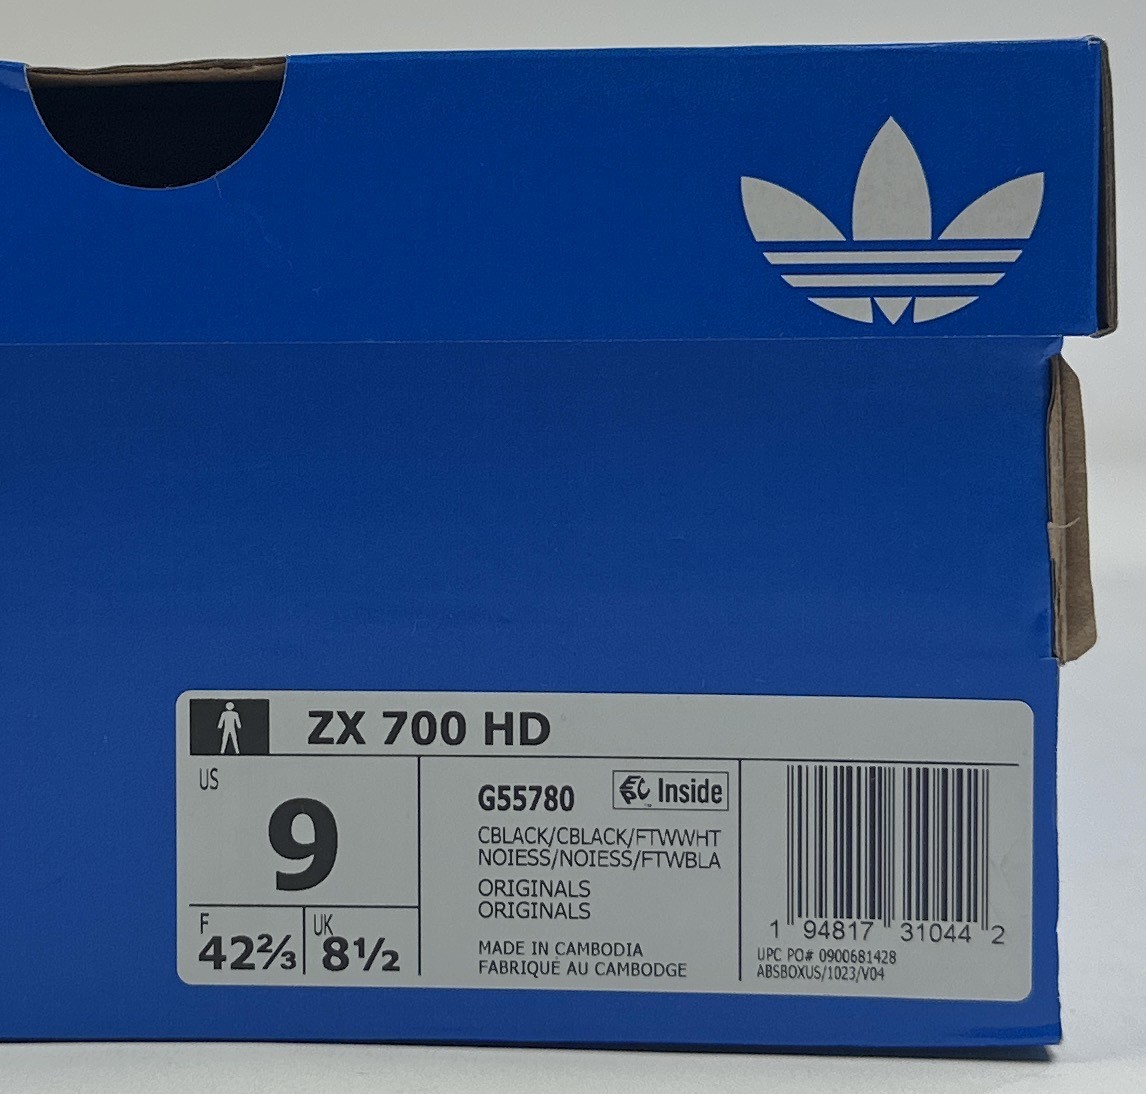 ZX 700 HD
US
9
F
42⅔
UK
8½
G55780
Inside
CBLACK/CBLACK/FTWWHT
NOIESS/NOIESS/FTWBLA
ORIGINALS
ORIGINALS
MADE IN CAMBODIA
FABRIQUÉ AU CAMBODGE
1 94817 31044 2
UPC PO# 0900681428
ABSBOXUS/1023/V04